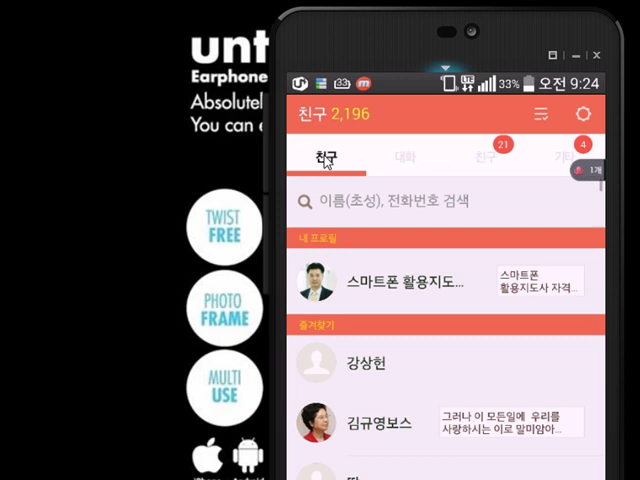 unt
Earphone
Absolutel
You can e
TWIST
FREE
PHOTO
FRAME
MULTI
USE
33
LTE
33%
오전 9:24
친구 2,196
친구
대화
친구
21
기타
4
1개
이름(초성), 전화번호 검색
내 프로필
스마트폰 활용지도...
스마트폰
활용지도사 자격...
즐겨찾기
강상헌
김규영보스
그러나 이 모든일에 우리를
사랑하시는 이로 말미암아...